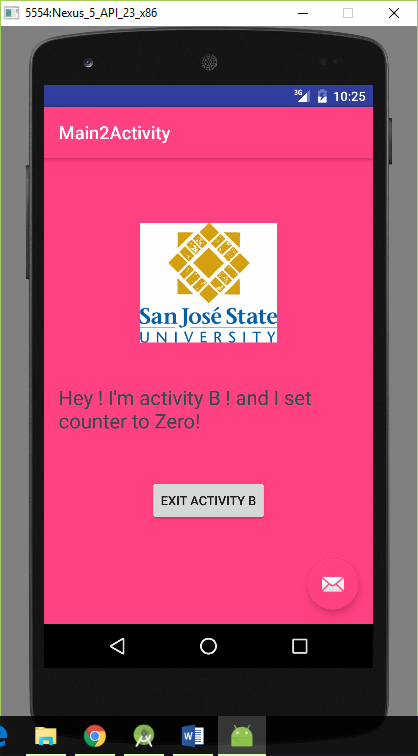 5554:Nexus_5_API_23_x86
3G 10:25
Main2Activity
San José State
UNIVERSITY
Hey ! I'm activity B ! and I set
counter to Zero!
EXIT ACTIVITY B